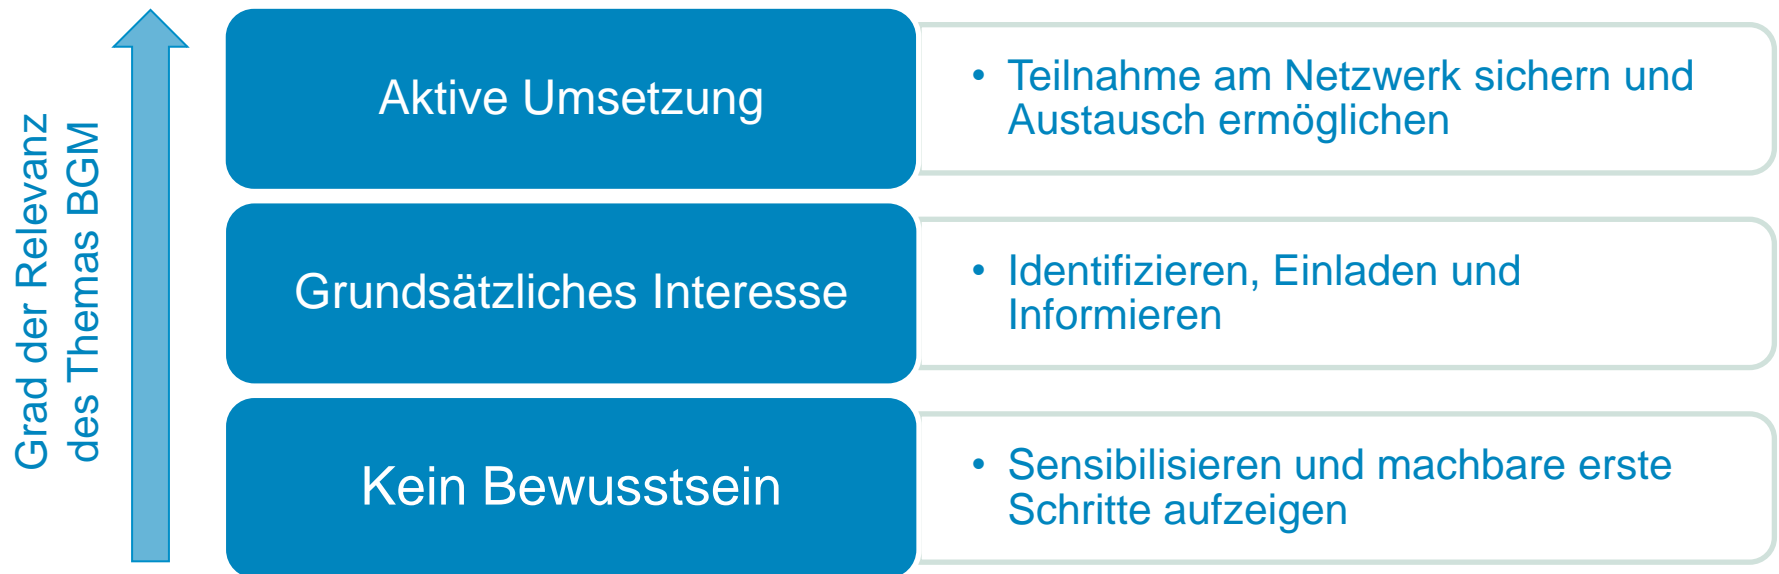 Grad der Relevanz
des Themas BGM
Aktive Umsetzung
• Teilnahme am Netzwerk sichern und
Austausch ermöglichen
Grundsätzliches Interesse
• Identifizieren, Einladen und
Informieren
Kein Bewusstsein
• Sensibilisieren und machbare erste
Schritte aufzeigen